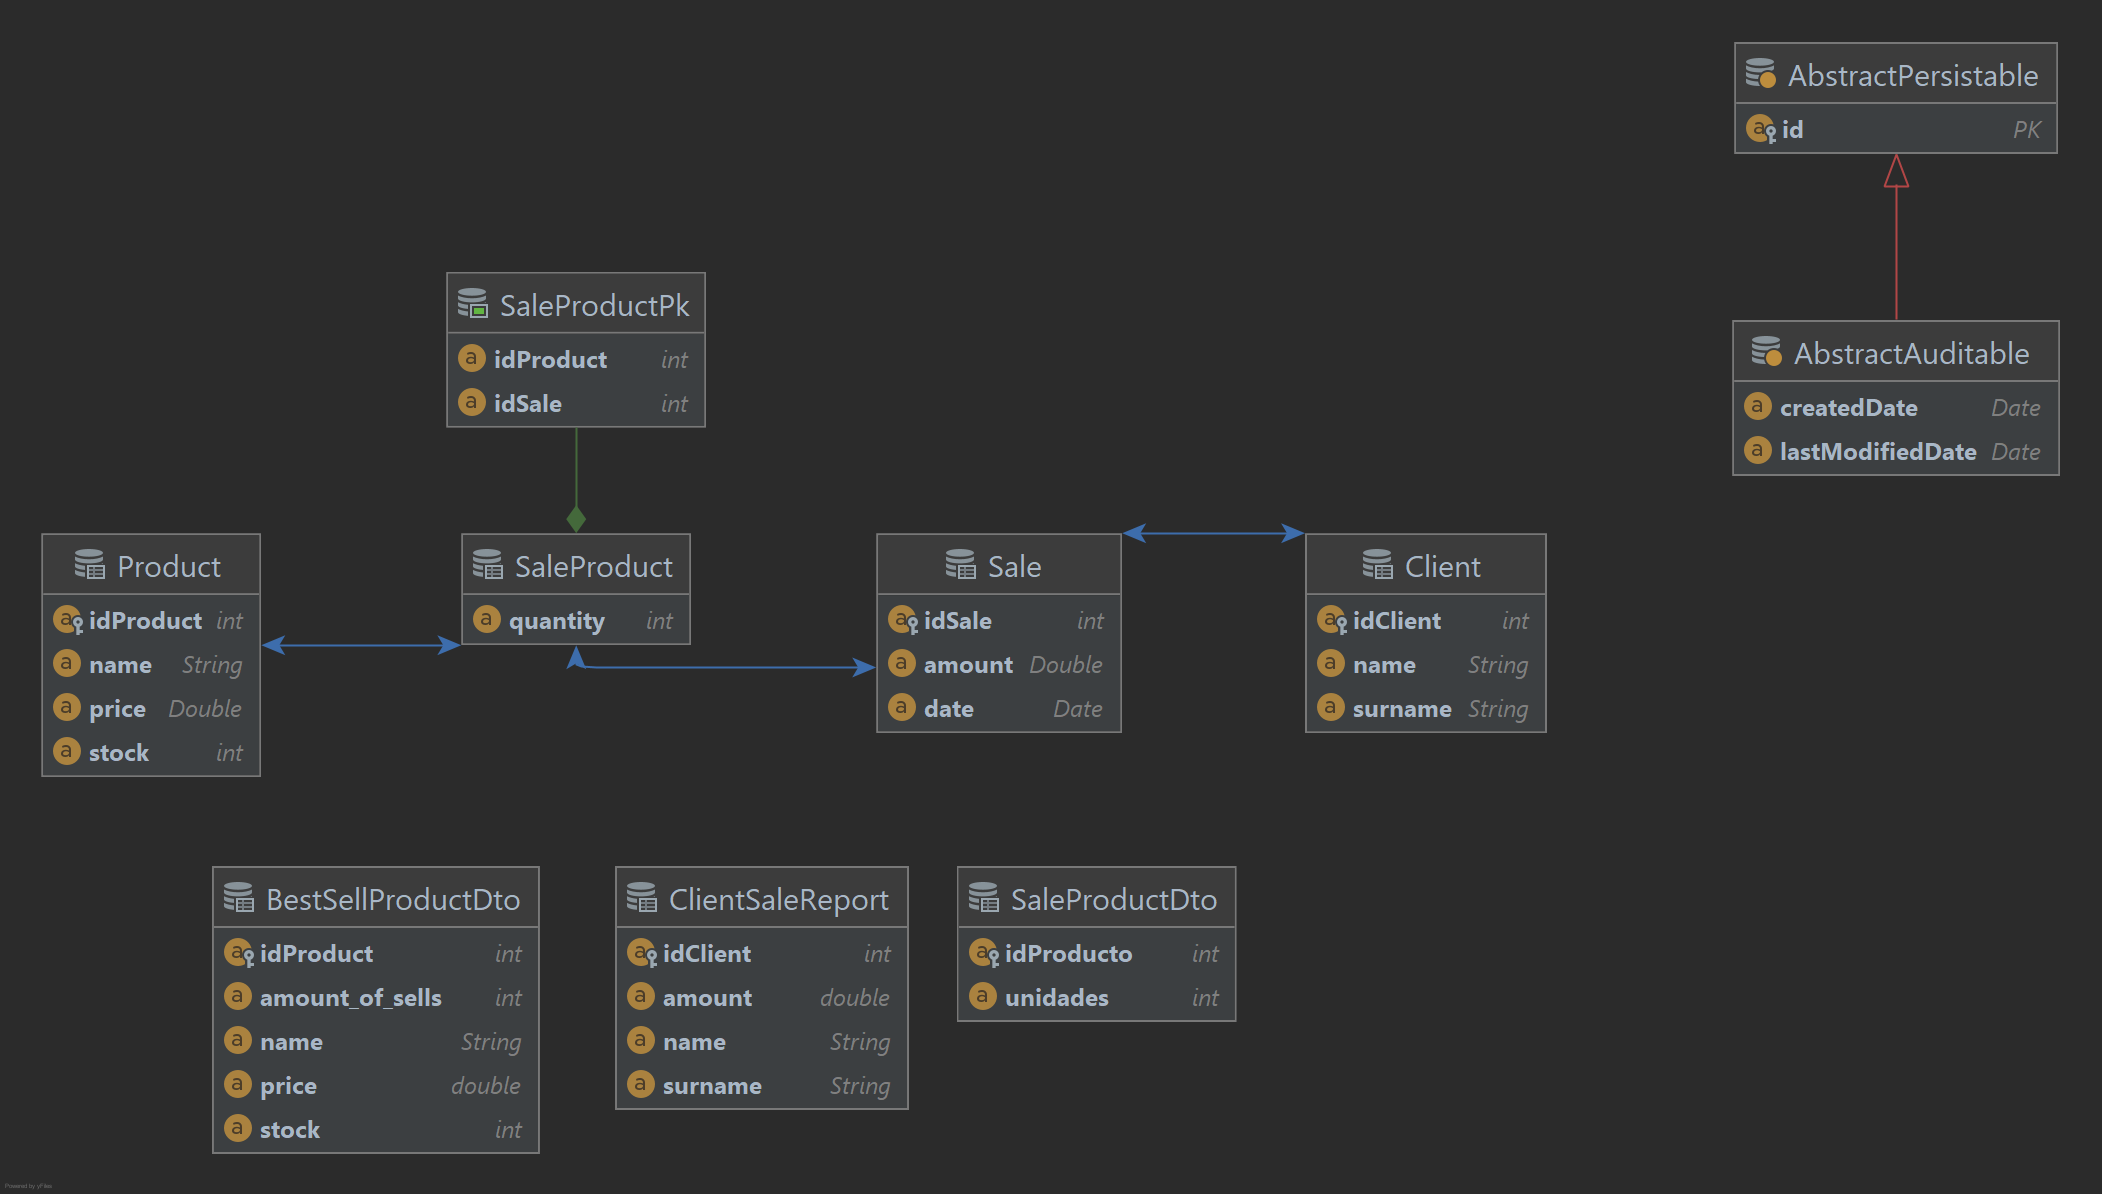 AbstractPersistable
id PK
SaleProductPk
idProduct int
idSale int
AbstractAuditable
createdDate Date
lastModifiedDate Date
Product
idProduct int
name String
price Double
stock int
SaleProduct
quantity int
Sale
idSale int
amount Double
date Date
Client
idClient int
name String
surname String
BestSellProductDto
idProduct int
amount_of_sells int
name String
price double
stock int
ClientSaleReport
idClient int
amount double
name String
surname String
SaleProductDto
idProducto int
unidades int
Powered by yFiles